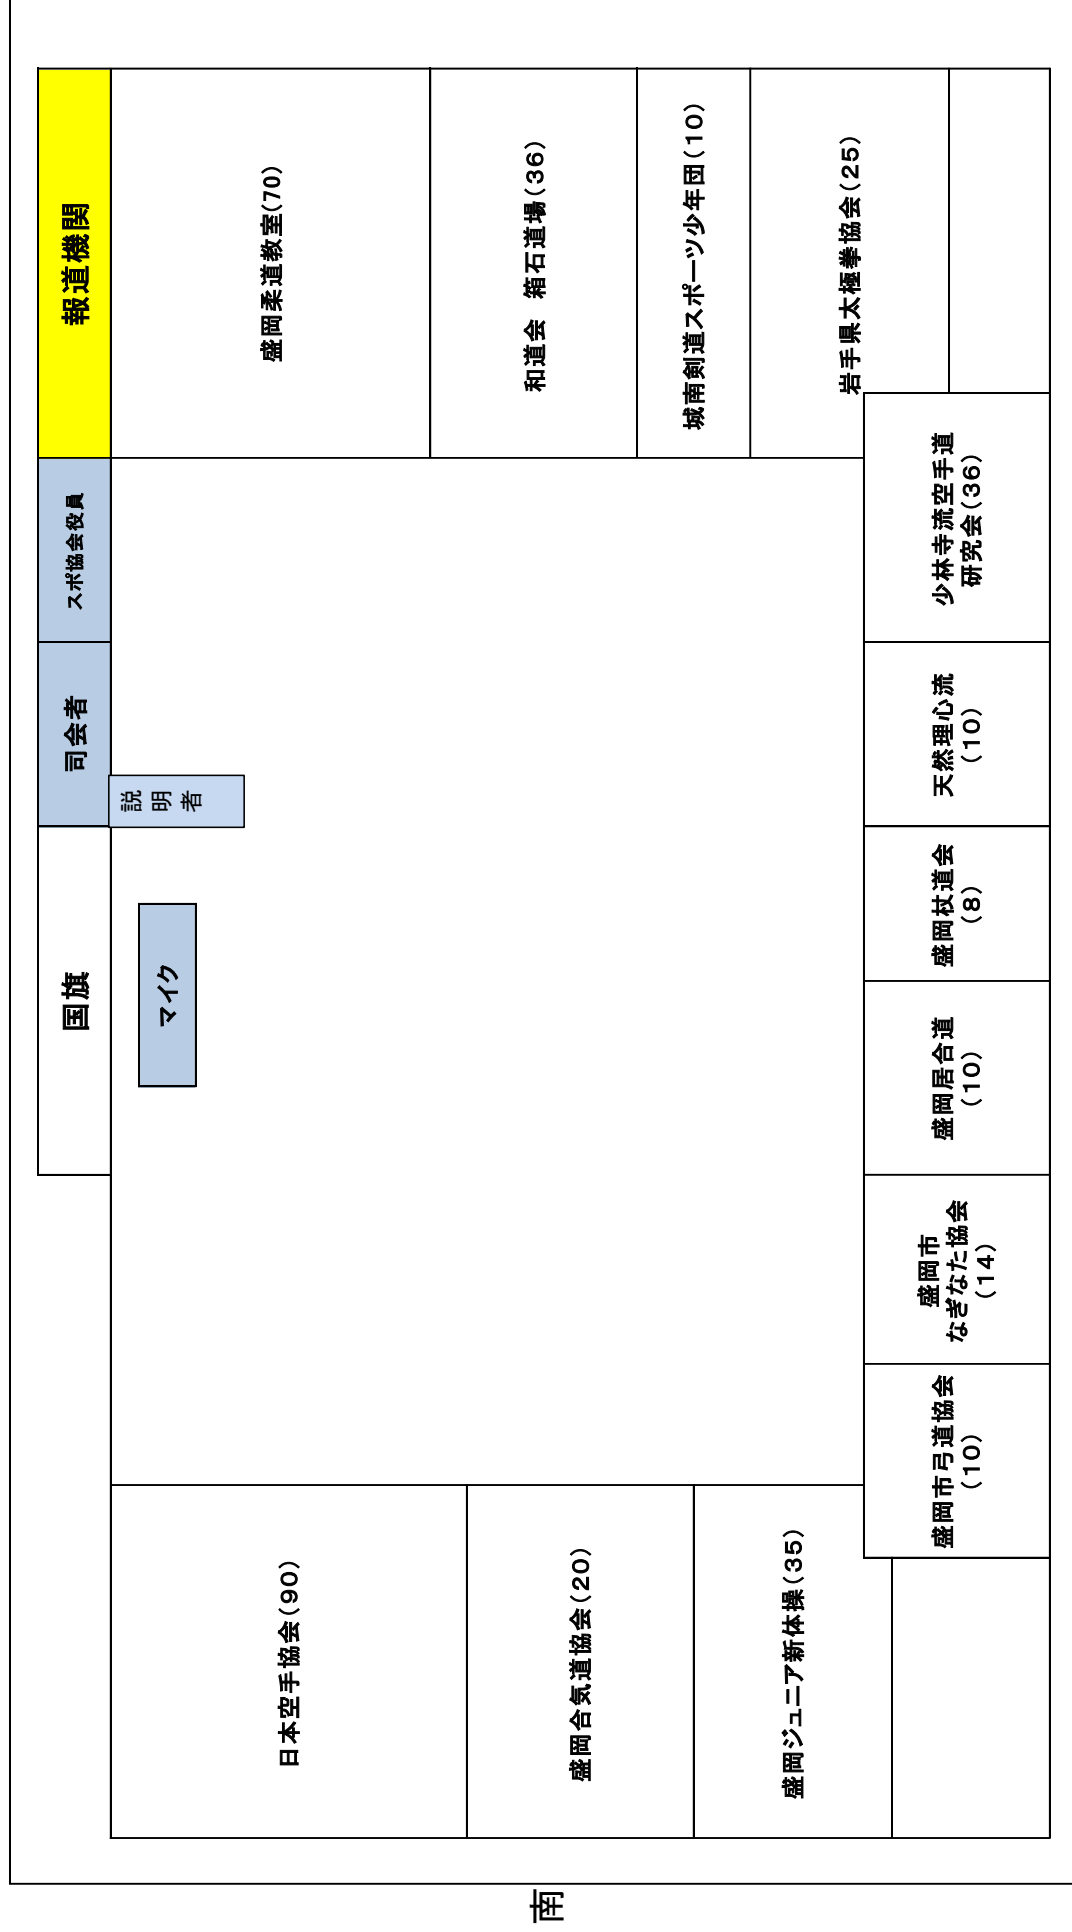 国旗
司会者
スポ協会役員
報道機関
説明者
マイク
日本空手協会(90)
盛岡合気道協会(20)
盛岡ジュニア新体操(35)
盛岡柔道教室(70)
和道会　箱石道場(36)
城南剣道スポーツ少年団(10)
岩手県太極拳協会(25)
盛岡市弓道協会
(10)
盛岡市
なぎなた協会
(14)
盛岡居合道
(10)
盛岡杖道会
(8)
天然理心流
(10)
少林寺流空手道
研究会(36)
南